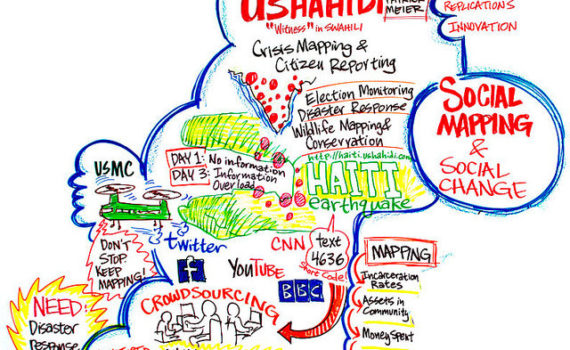 USHAHIDI
PATRICK
MEIER
"Witness" in SWAHILI
REPLICATIONS
INNOVATION
Crisis Mapping &
Citizen Reporting
Election Monitoring
Disaster Response
Wildlife Mapping &
Conservation
SOCIAL
MAPPING
&
SOCIAL
CHANGE
USMC
DAY 1: No information
DAY 3: Information
Overload
http://haiti.ushahidi.com
HAITI
earthquake
DON'T
STOP
KEEP
MAPPING!
twitter
f
YOUTUBE
CNN
BBC
text
4636
Short Code!
MAPPING
Incarceration
Rates
Assets in
Community
Money Spent
CROWDSOURCING
NEED:
Disaster
Response